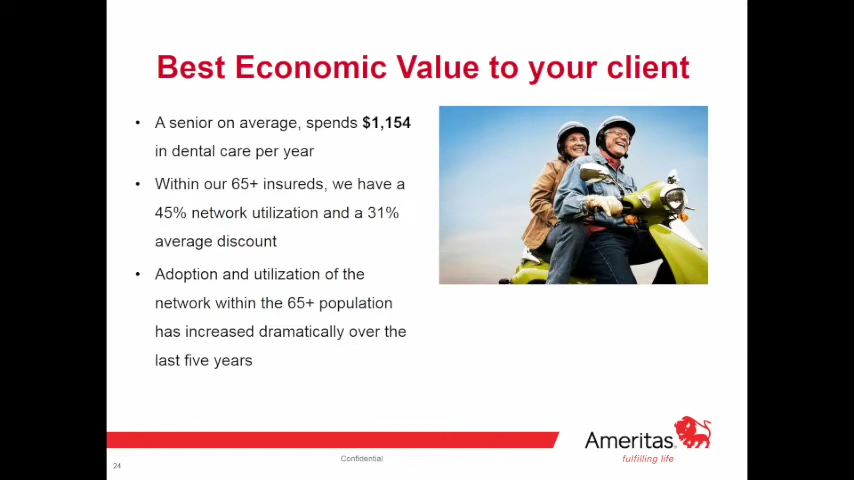 Best Economic Value to your client
• A senior on average, spends $1,154
in dental care per year
• Within our 65+ insureds, we have a
45% network utilization and a 31%
average discount
• Adoption and utilization of the
network within the 65+ population
has increased dramatically over the
last five years
Ameritas
fulfilling life
Confidential
24